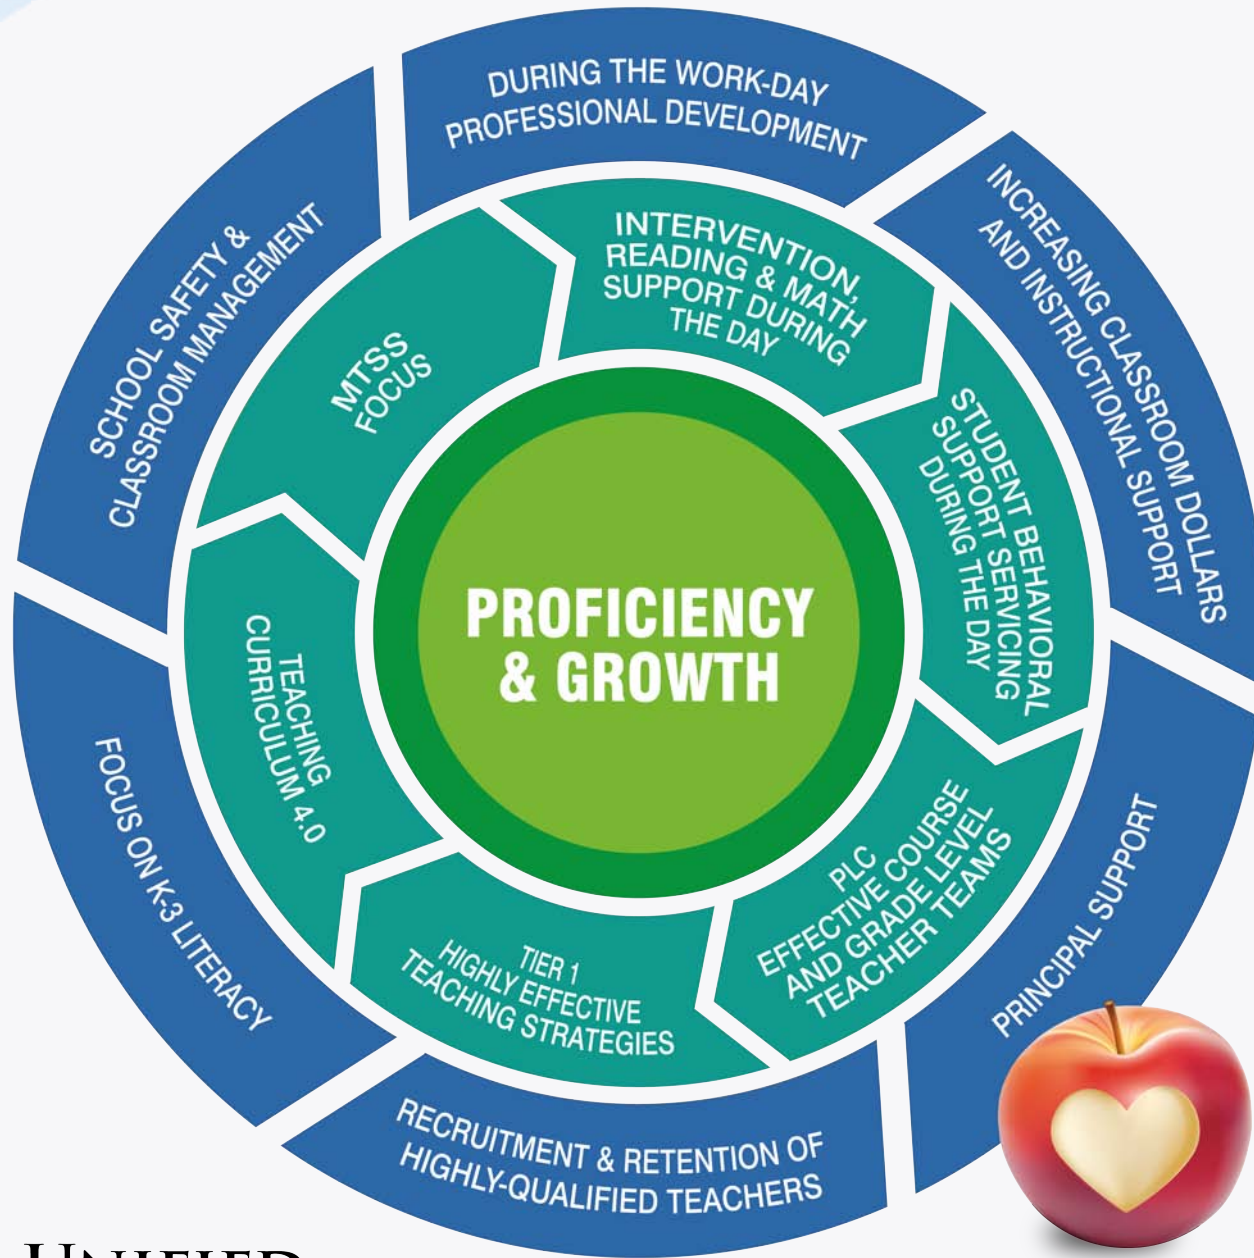 DURING THE WORK-DAY
PROFESSIONAL DEVELOPMENT
INCREASING CLASSROOM DOLLARS
AND INSTRUCTIONAL SUPPORT
PRINCIPAL SUPPORT
RECRUITMENT & RETENTION OF
HIGHLY-QUALIFIED TEACHERS
FOCUS ON K-3 LITERACY
SCHOOL SAFETY &
CLASSROOM MANAGEMENT
INTERVENTION,
READING & MATH
SUPPORT DURING
THE DAY
STUDENT BEHAVIORAL
SUPPORT SERVICING
DURING THE DAY
PLC
EFFECTIVE COURSE
AND GRADE LEVEL
TEACHER TEAMS
TIER 1
HIGHLY EFFECTIVE
TEACHING STRATEGIES
TEACHING
CURRICULUM 4.0
MTSS
FOCUS
PROFICIENCY
& GROWTH
UNIFIED